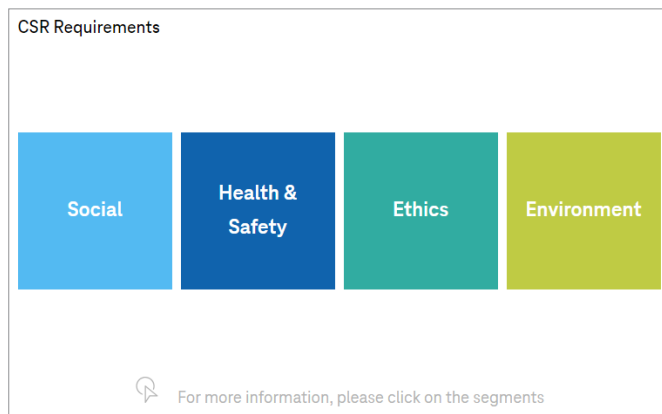 CSR Requirements
Social
Health &
Safety
Ethics
Environment
For more information, please click on the segments